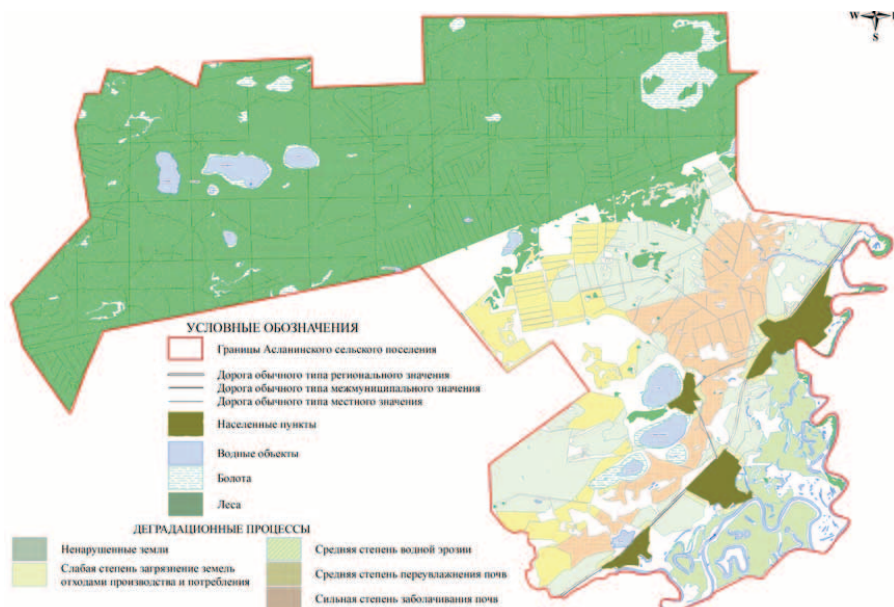 W
S
УСЛОВНЫЕ ОБОЗНАЧЕНИЯ
Границы Асланинского сельского поселения
Дорога обычного типа регионального значения
Дорога обычного типа межмуниципального значения
Дорога обычного типа местного значения
Населенные пункты
Водные объекты
Болота
Леса
ДЕГРАДАЦИОННЫЕ ПРОЦЕССЫ
Ненарушенные земли
Слабая степень загрязнение земель
отходами производства и потребления
Средняя степень водной эрозии
Средняя степень переувлажнения почв
Сильная степень заболачивания почв